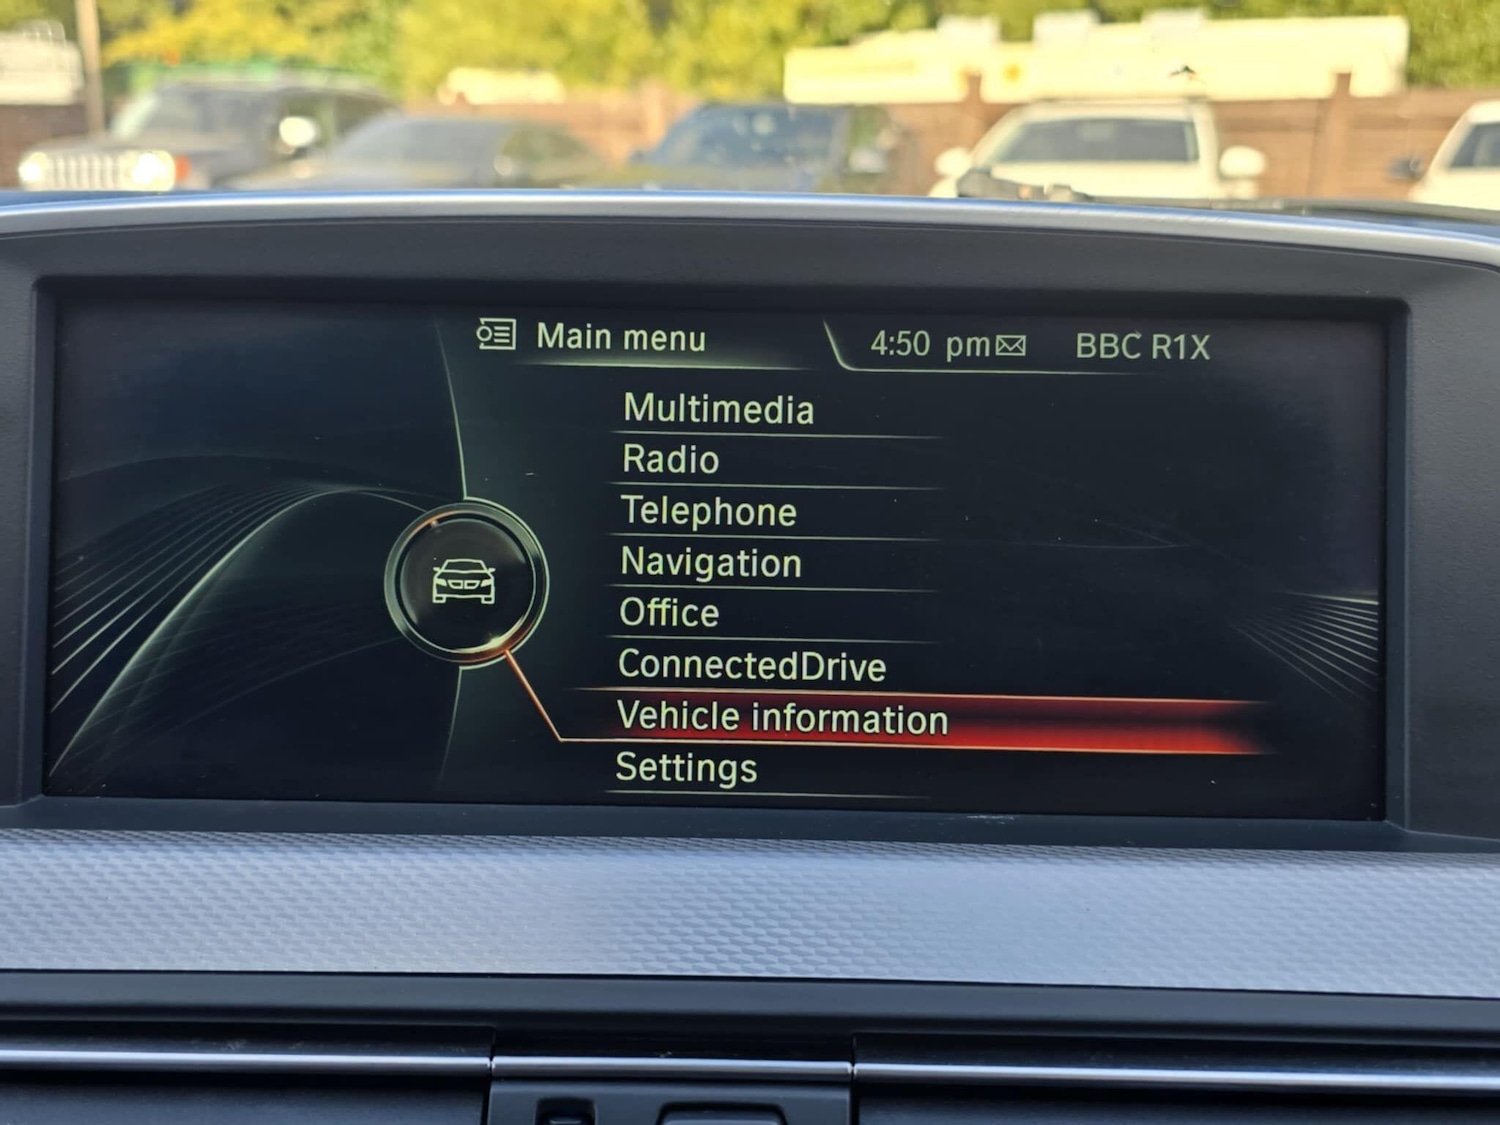 Main menu
4:50 pm
BBC R1X
Multimedia
Radio
Telephone
Navigation
Office
ConnectedDrive
Vehicle information
Settings